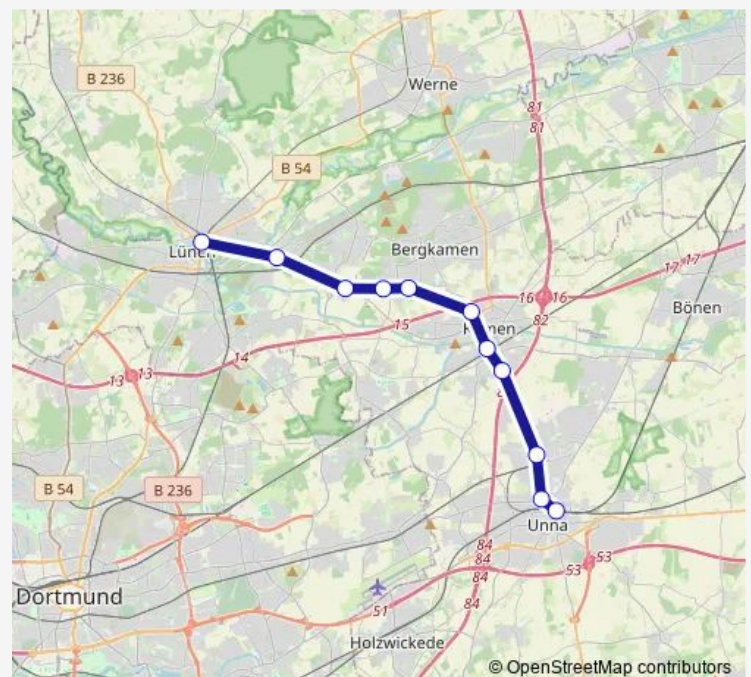 B 236
Werne
81
81
B 54
Lünen
Bergkamen
17 17
16 16
Bönen
15
82
14
13 13
B 54
B 236
Unna
84
84
84
53 53
84
Dortmund
51
Holzwickede
© OpenStreetMap contributors